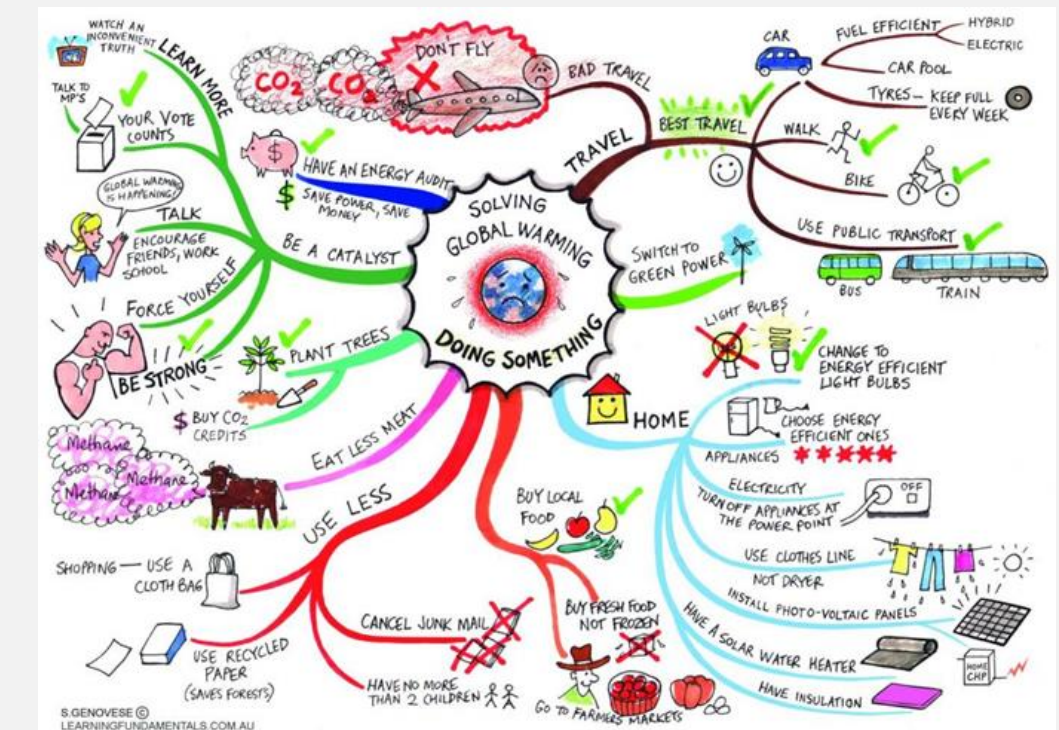 SOLVING
GLOBAL WARMING
DOING SOMETHING
TRAVEL
BAD TRAVEL
DON'T FLY
CO2
CO2
BEST TRAVEL
CAR
FUEL EFFICIENT
HYBRID
ELECTRIC
CAR POOL
TYRES - KEEP FULL
EVERY WEEK
WALK
BIKE
USE PUBLIC TRANSPORT
BUS
TRAIN
SWITCH TO
GREEN POWER
HOME
LIGHT BULBS
CHANGE TO
ENERGY EFFICIENT
LIGHT BULBS
APPLIANCES
CHOOSE ENERGY
EFFICIENT ONES
ELECTRICITY
TURN OFF APPLIANCES AT
THE POWER POINT
OFF
USE CLOTHES LINE
NOT DRYER
INSTALL PHOTO-VOLTAIC PANELS
HOME
CHP
HAVE A SOLAR WATER HEATER
HAVE INSULATION
BUY LOCAL
FOOD
BUY FRESH FOOD
NOT FROZEN
GO TO FARMERS MARKETS
USE LESS
CANCEL JUNK MAIL
HAVE NO MORE
THAN 2 CHILDREN
USE RECYCLED
PAPER
(SAVES FORESTS)
SHOPPING — USE A
CLOTH BAG
EAT LESS MEAT
Methane
Methane
Methane
PLANT TREES
$ BUY CO2
CREDITS
BE A CATALYST
LEARN MORE
WATCH AN
INCONVENIENT
TRUTH
YOUR VOTE
COUNTS
TALK TO
MP'S
TALK
GLOBAL WARMING
IS HAPPENING!
ENCOURAGE
FRIENDS, WORK
SCHOOL
FORCE YOURSELF
BE STRONG
HAVE AN ENERGY AUDIT
$
$ SAVE POWER, SAVE
MONEY
S.GENOVESE ©
LEARNINGFUNDAMENTALS.COM.AU